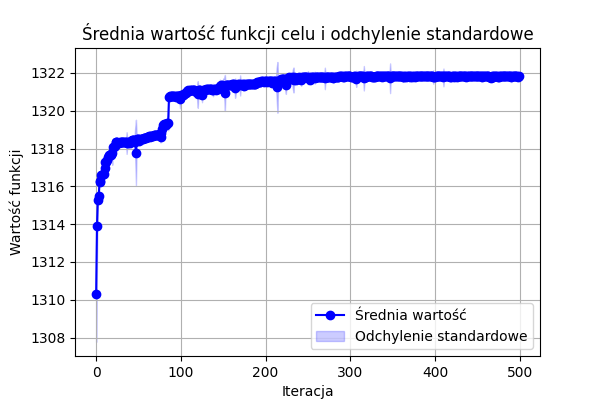 Średnia wartość funkcji celu i odchylenie standardowe
Wartość funkcji
1322
1320
1318
1316
1314
1312
1310
1308
0 100 200 300 400 500
Iteracja
Średnia wartość
Odchylenie standardowe